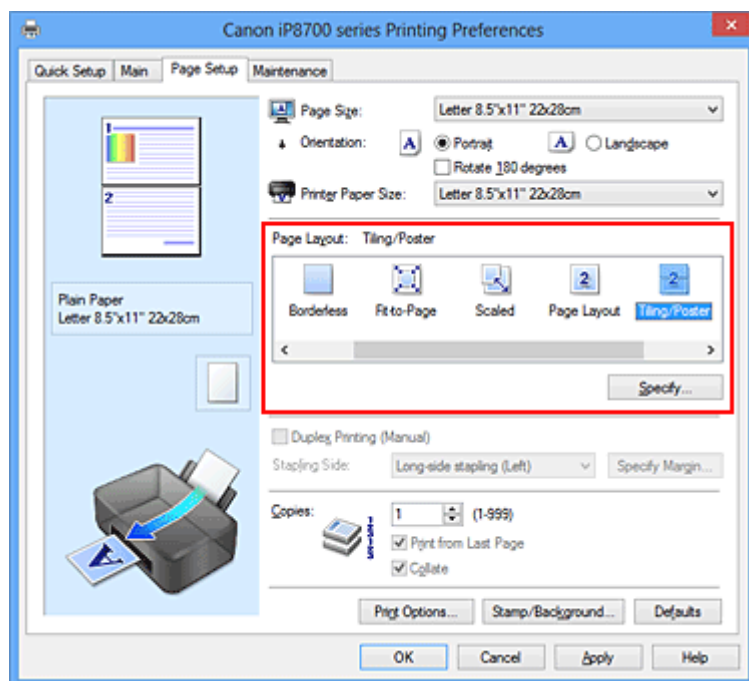 Canon iP8700 series Printing Preferences
Quick Setup Main Page Setup Maintenance
1
2
Plain Paper
Letter 8.5"x11" 22x28cm
Page Size: Letter 8.5"x11" 22x28cm
Orientation: A Portrait A Landscape
Rotate 180 degrees
Printer Paper Size: Letter 8.5"x11" 22x28cm
Page Layout: Tiling/Poster
2 2
Borderless Fit-to-Page Scaled Page Layout Tiling/Poster
Specify...
Duplex Printing (Manual)
Stapling Side: Long-side stapling (Left) Specify Margin...
Copies: 1 (1-999)
Print from Last Page
Collate
A
Print Options... Stamp/Background... Defaults
OK Cancel Apply Help